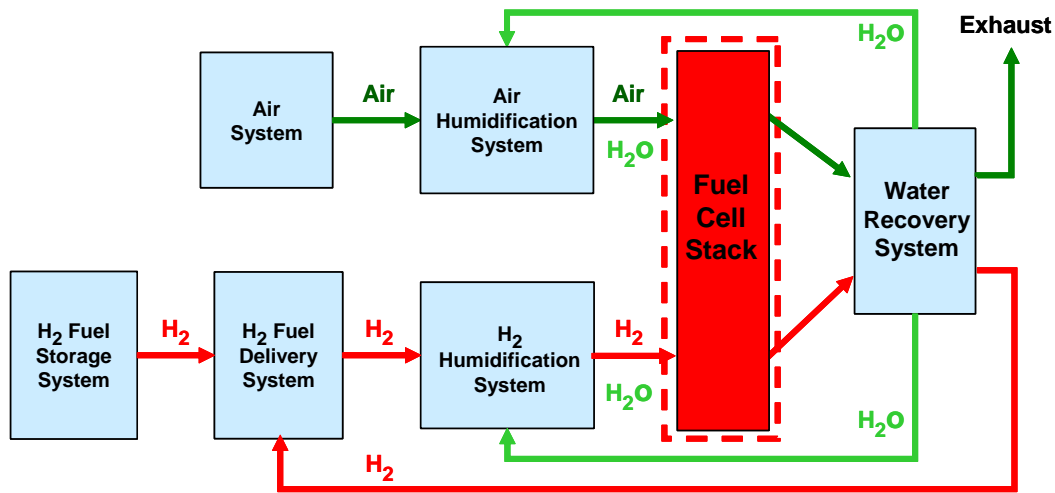 H₂O
Exhaust
Air
System
Air
Air
Humidification
System
Air
H₂O
Fuel
Cell
Stack
Water
Recovery
System
H₂ Fuel
Storage
System
H₂
H₂ Fuel
Delivery
System
H₂
H₂
Humidification
System
H₂
H₂O
H₂O
H₂